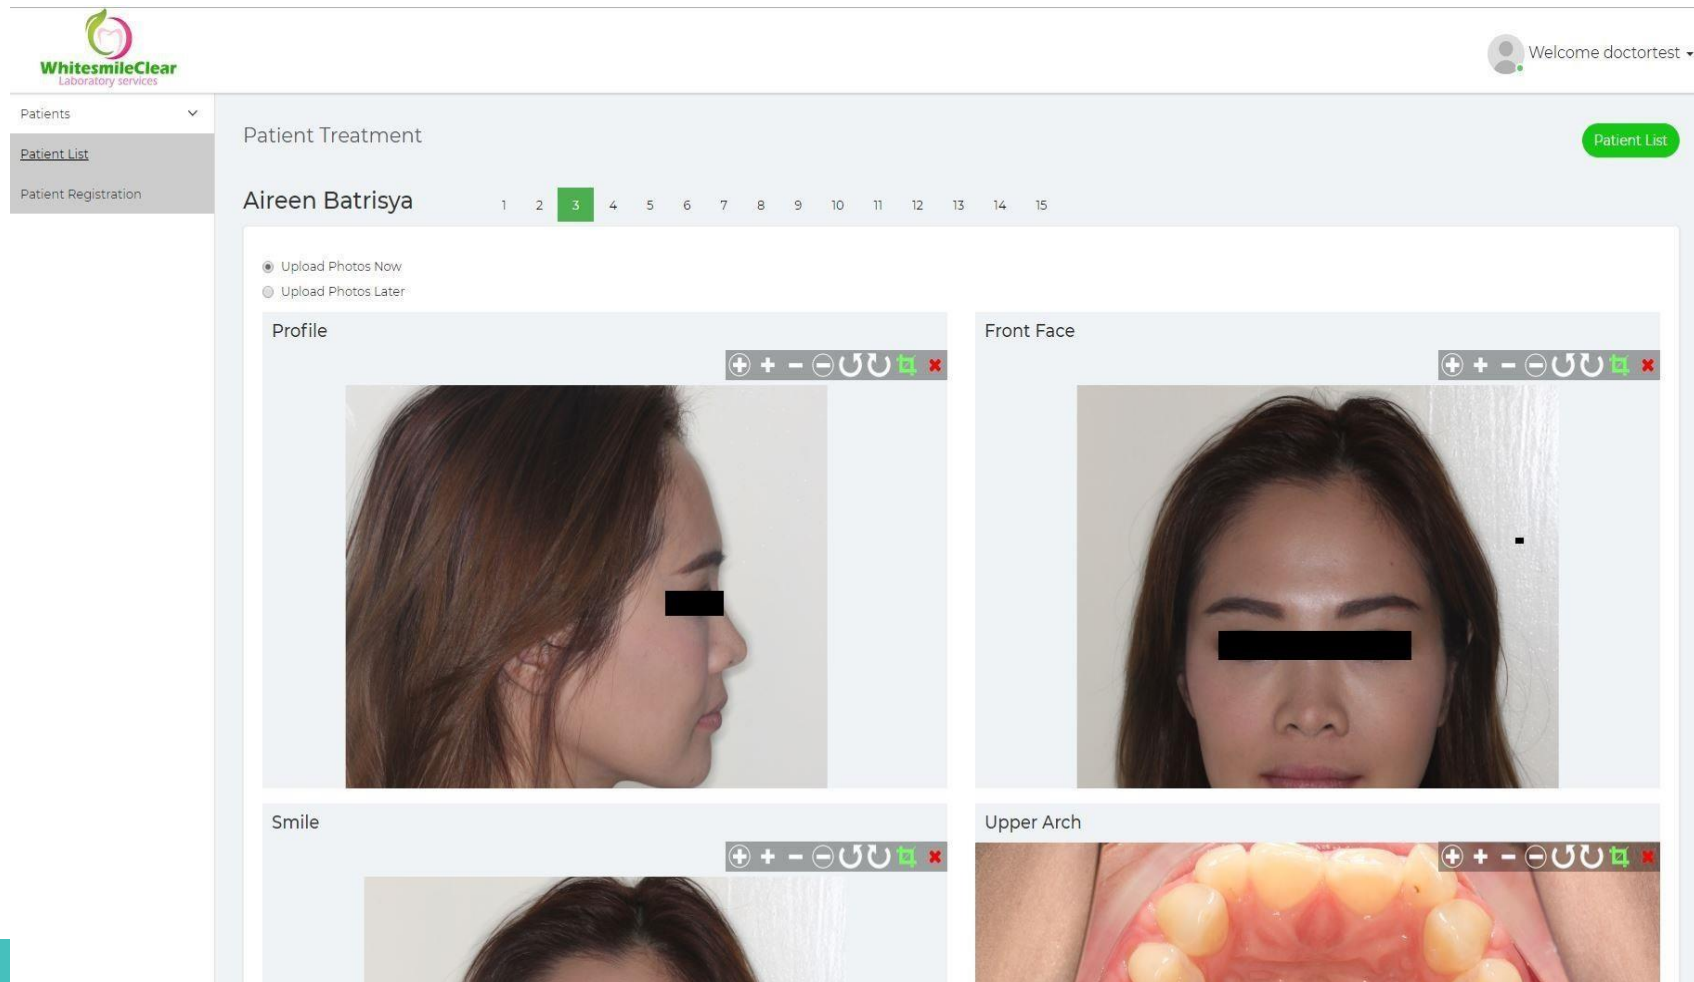 WhitesmileClear
Laboratory services
Welcome doctortest
Patients
Patient List
Patient Registration
Patient Treatment
Patient List
Aireen Batrisya 1 2 3 4 5 6 7 8 9 10 11 12 13 14 15
Upload Photos Now
Upload Photos Later
Profile
Front Face
Smile
Upper Arch